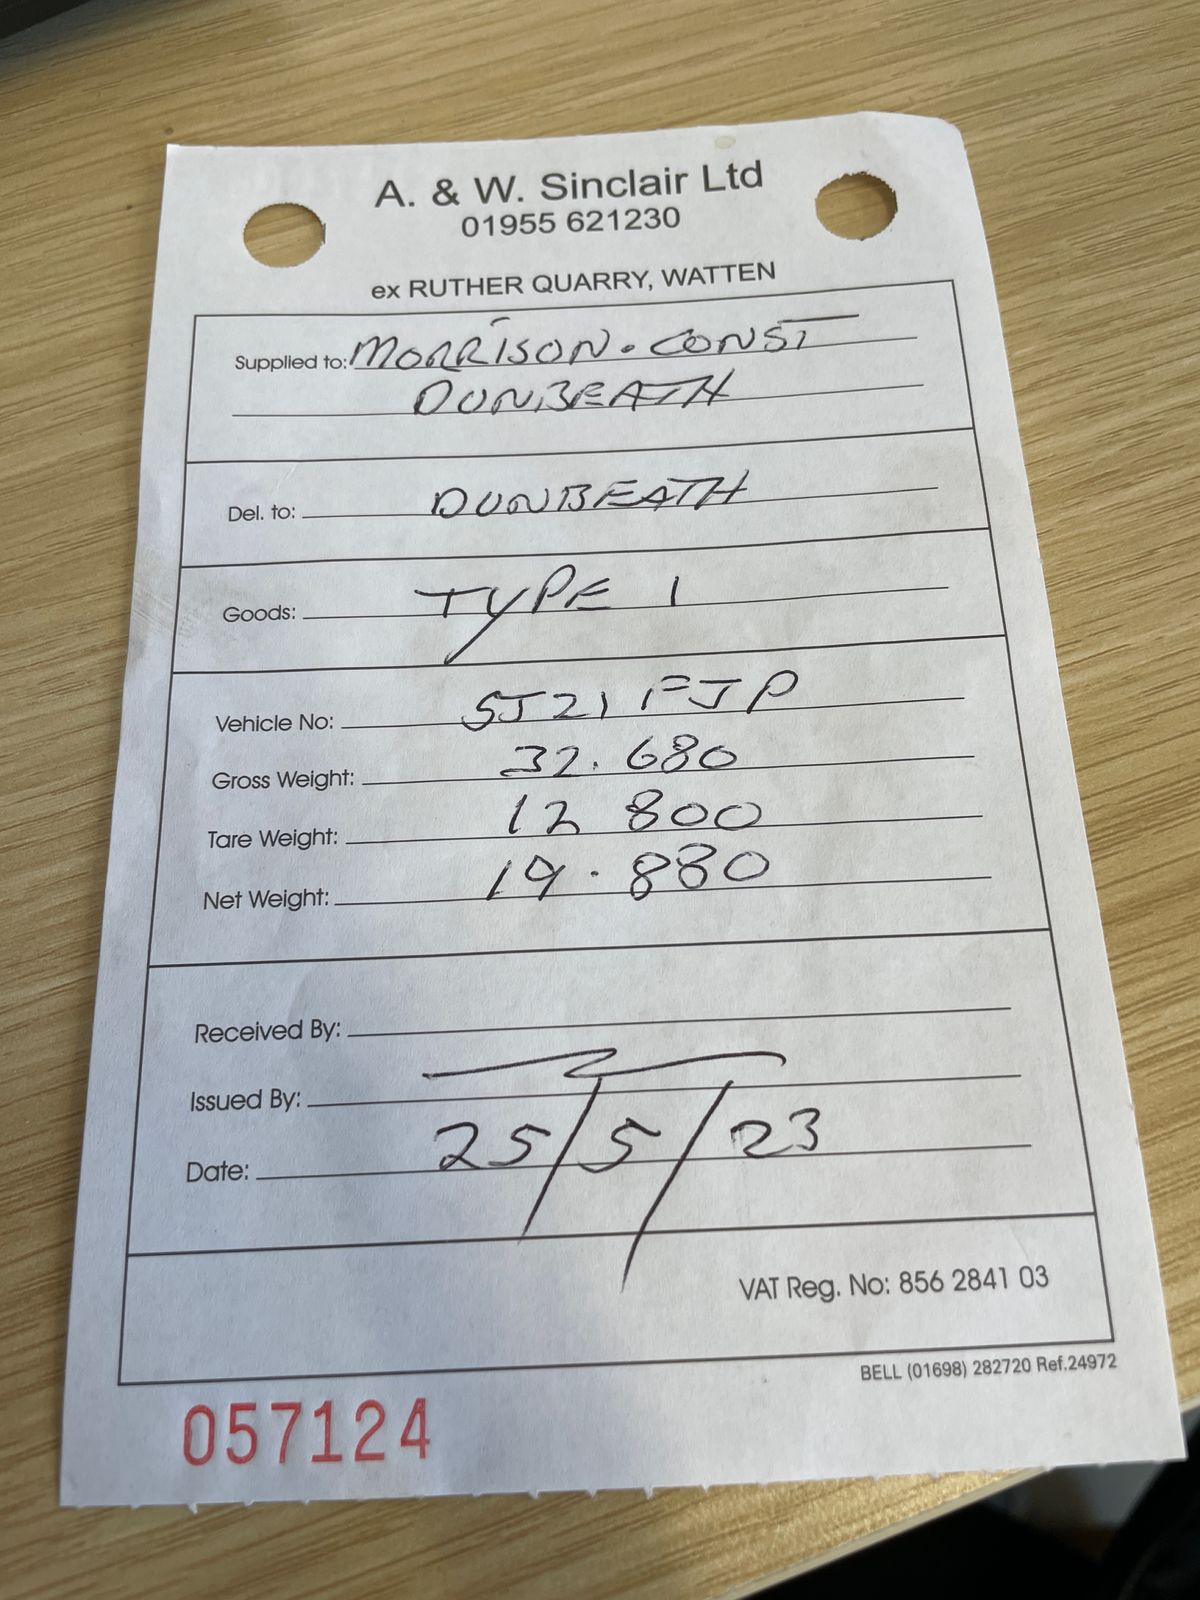 A. & W. Sinclair Ltd
01955 621230
ex RUTHER QUARRY, WATTEN
Supplied to: MORRISON. CONST
DUNBEATH
Del. to: DUNBEATH
Goods: TYPE 1
Vehicle No: SJ21 FJP
Gross Weight: 32.680
Tare Weight: 12 800
Net Weight: 19.880
Received By:
Issued By:
Date: 25/5/23
VAT Reg. No: 856 2841 03
BELL (01698) 282720 Ref.24972
057124